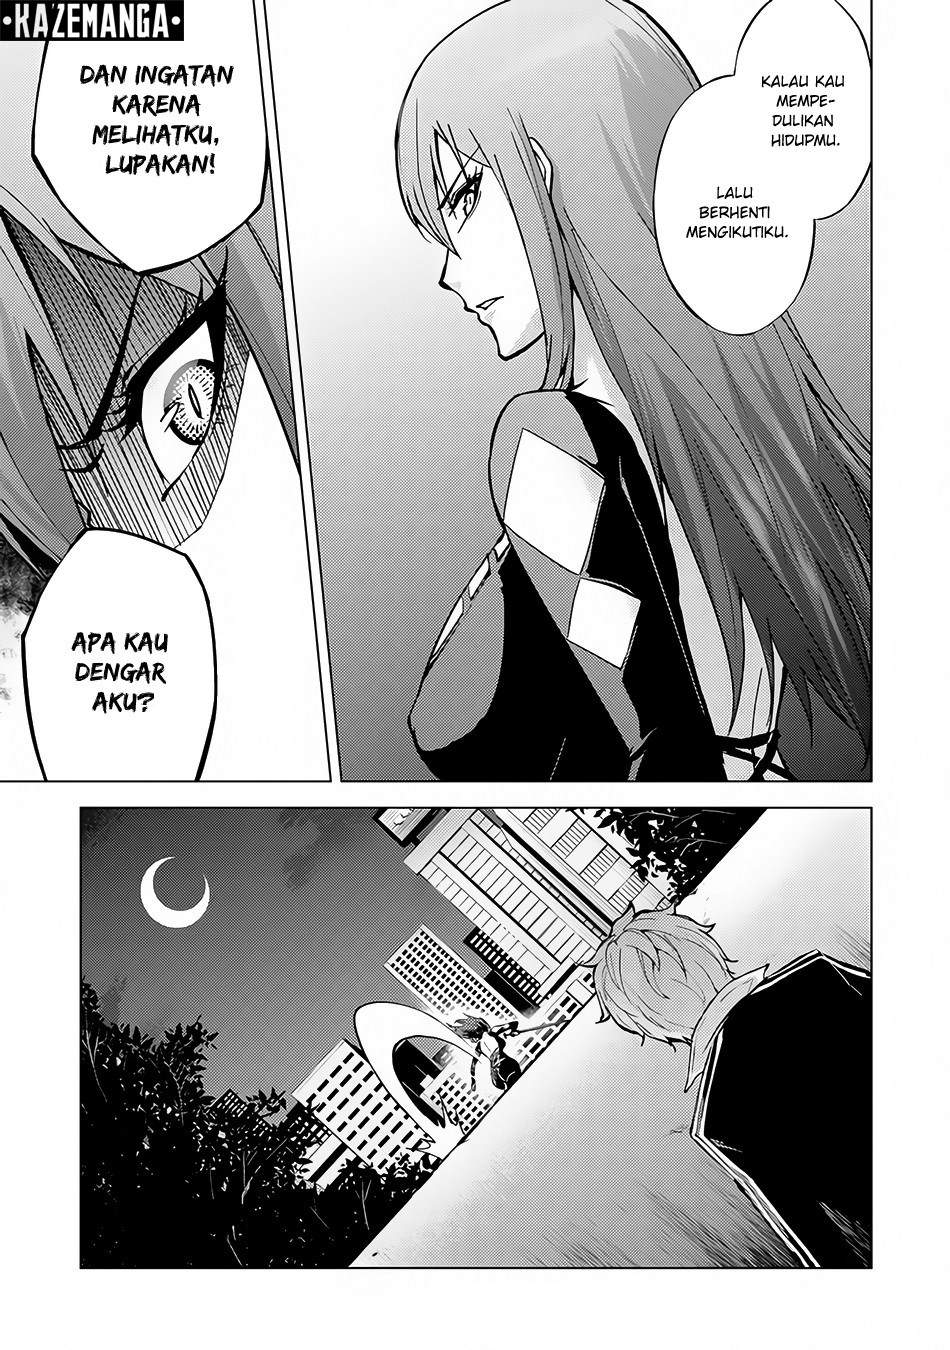 •KAZEMANGA•
KALAU KAU
MEMPE-
DULIKAN
HIDUPMU.
LALU
BERHENTI
MENGIKUTIKU.
DAN INGATAN
KARENA
MELIHATKU,
LUPAKAN!
APA KAU
DENGAR
AKU?